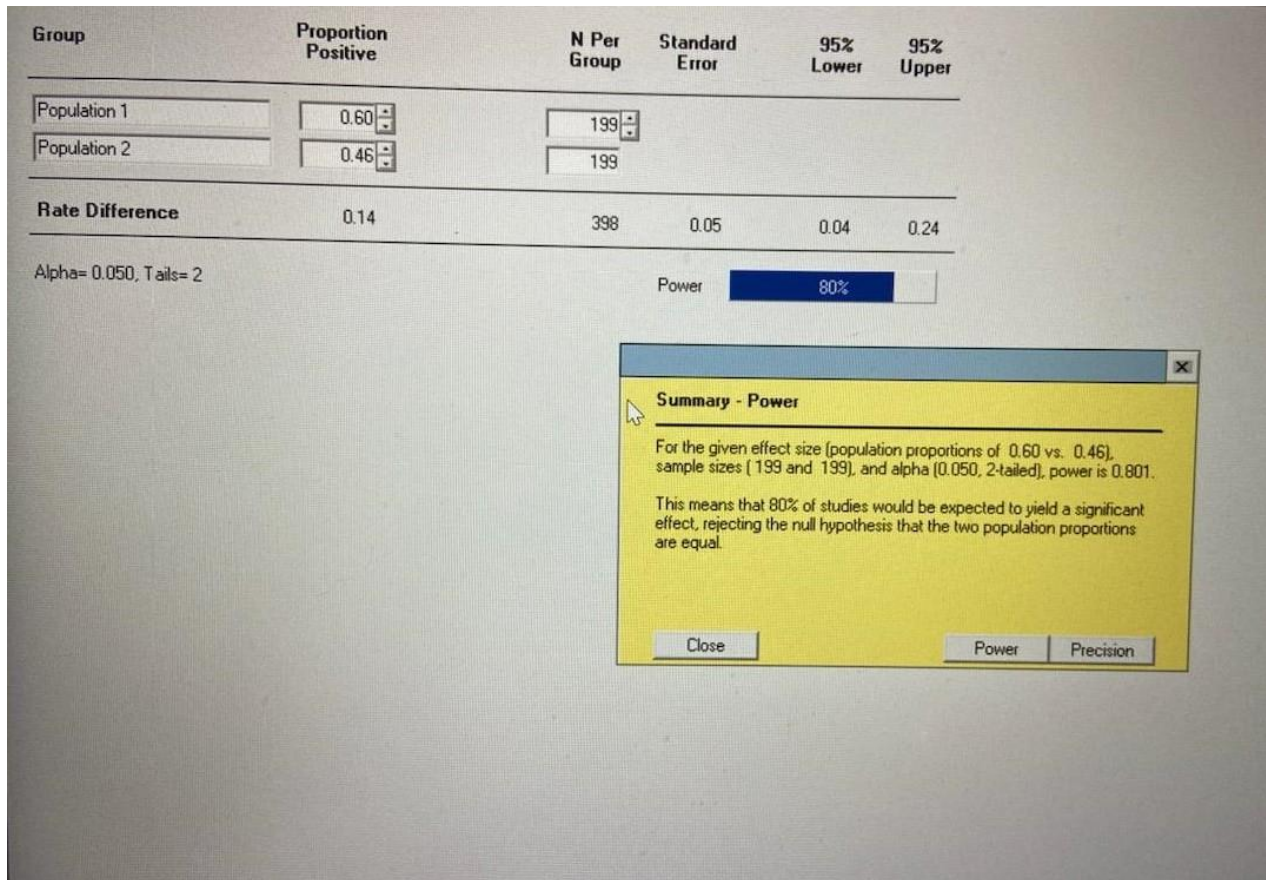 Group Proportion Positive N Per Group Standard Error 95% Lower 95% Upper
Population 1 0.60 199
Population 2 0.46 199
Rate Difference 0.14 398 0.05 0.04 0.24
Alpha= 0.050, Tails= 2
Power 80%
Summary - Power
For the given effect size (population proportions of 0.60 vs. 0.46),
sample sizes ( 199 and 199), and alpha (0.050, 2-tailed), power is 0.801.
This means that 80% of studies would be expected to yield a significant
effect, rejecting the null hypothesis that the two population proportions
are equal.
Close Power Precision